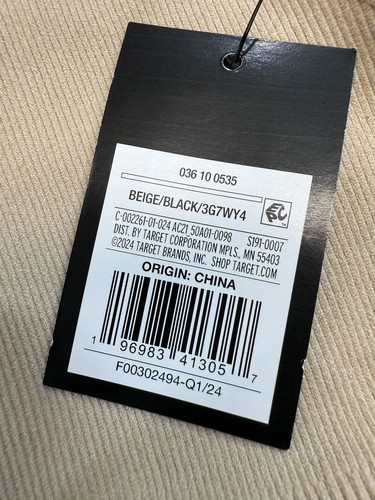 036 10 0535
BEIGE/BLACK/3G7WY4
EPC
C-002261-01-024 AC21 50A01-0098 S191-0007
DIST. BY TARGET CORPORATION MPLS., MN 55403
©2024 TARGET BRANDS, INC. SHOP TARGET.COM
ORIGIN: CHINA
1 96983 41305 7
F00302494-Q1/24